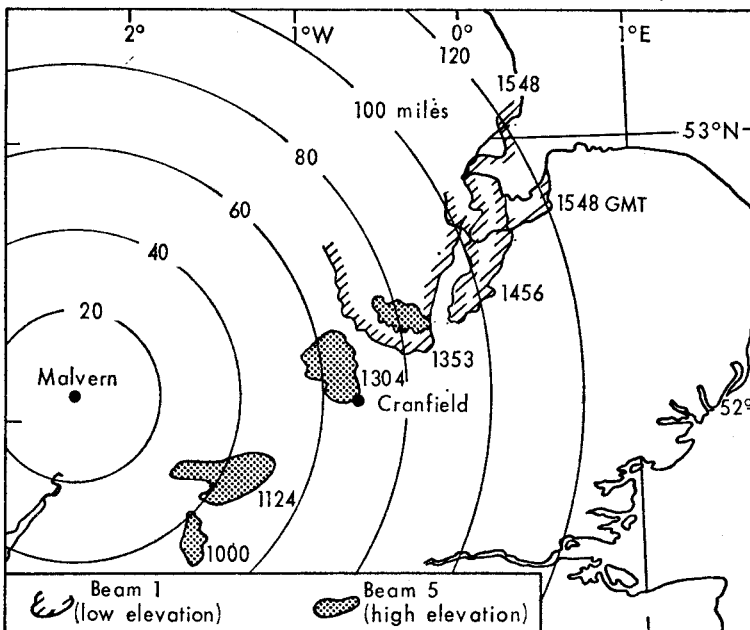 2°
1°W
0°
1°E
120
1548
100 miles
53°N
80
1548 GMT
60
40
1456
20
1353
Malvern
1304
Cranfield
52°
1124
1000
Beam 1
(low elevation)
Beam 5
(high elevation)